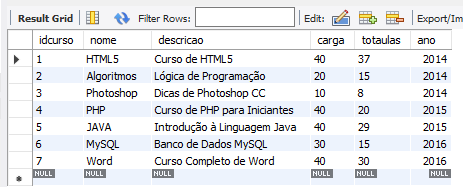 Result Grid Filter Rows: Edit: Export/Im
idcurso nome descricao carga totaulas ano
1 HTML5 Curso de HTML5 40 37 2014
2 Algoritmos Lógica de Programação 20 15 2014
3 Photoshop Dicas de Photoshop CC 10 8 2014
4 PHP Curso de PHP para Iniciantes 40 20 2015
5 JAVA Introdução à Linguagem Java 40 29 2015
6 MySQL Banco de Dados MySQL 30 15 2016
7 Word Curso Completo de Word 40 30 2016
NULL NULL NULL NULL NULL NULL